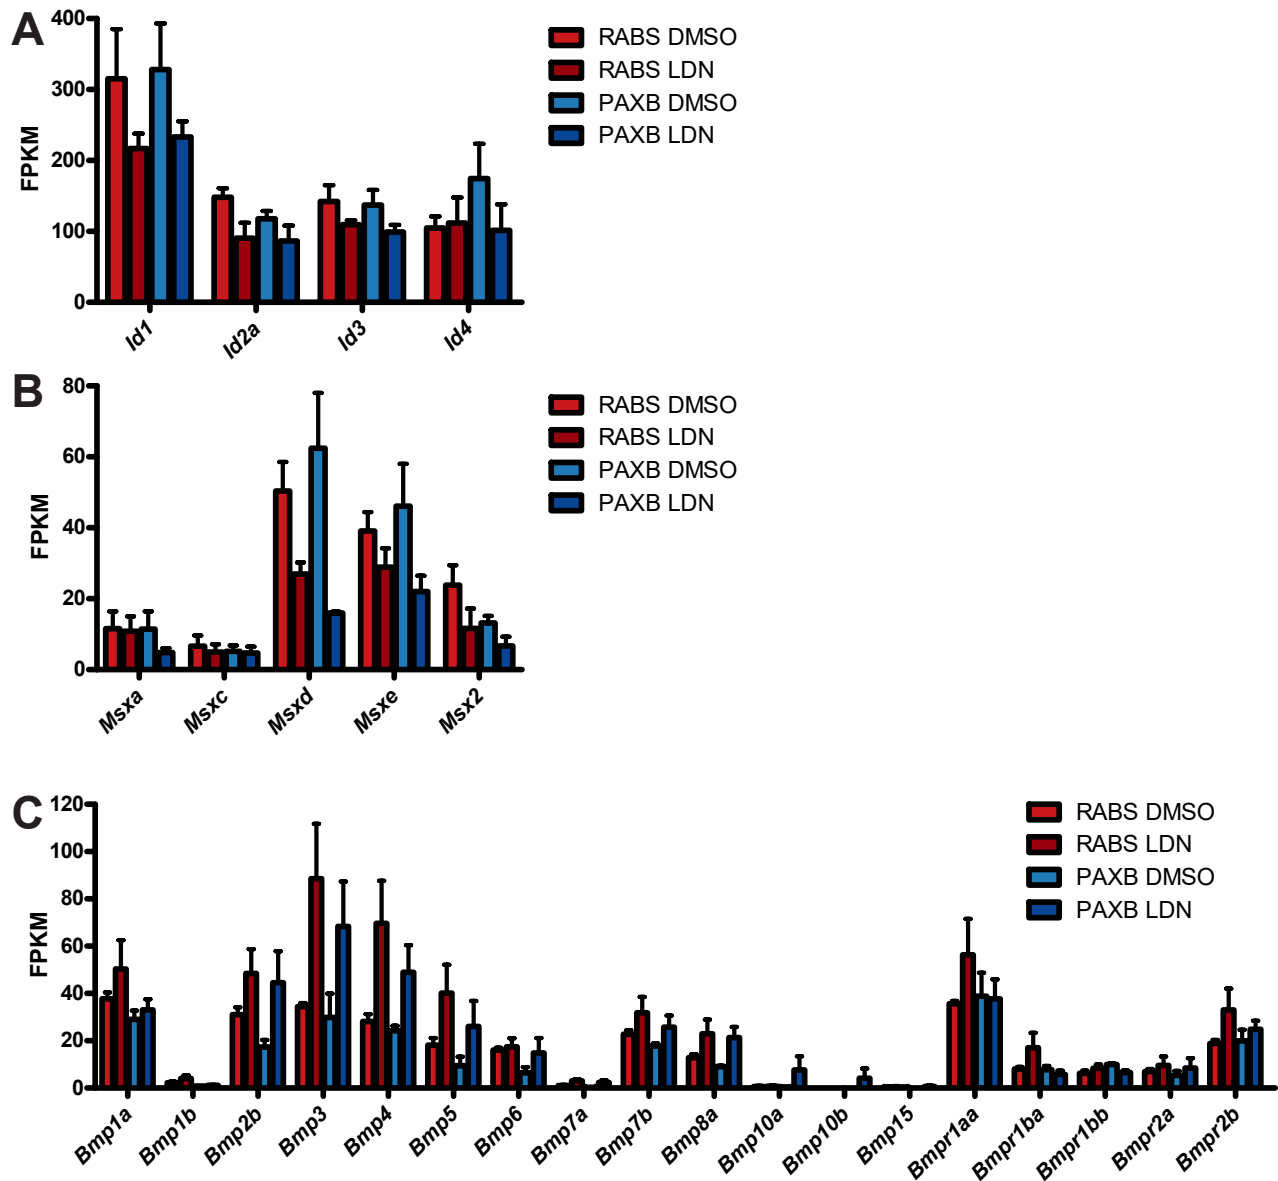 A
400
300
200
100
0
FPKM
Id1
Id2a
Id3
Id4
RABS DMSO
RABS LDN
PAXB DMSO
PAXB LDN
B
80
60
40
20
0
FPKM
Msxa
Msxc
Msxd
Msxe
Msx2
RABS DMSO
RABS LDN
PAXB DMSO
PAXB LDN
C
120
100
80
60
40
20
0
FPKM
Bmp1a
Bmp1b
Bmp2b
Bmp3
Bmp4
Bmp5
Bmp6
Bmp7a
Bmp7b
Bmp8a
Bmp10a
Bmp10b
Bmp15
Bmpr1aa
Bmpr1ba
Bmpr1bb
Bmpr2a
Bmpr2b
RABS DMSO
RABS LDN
PAXB DMSO
PAXB LDN